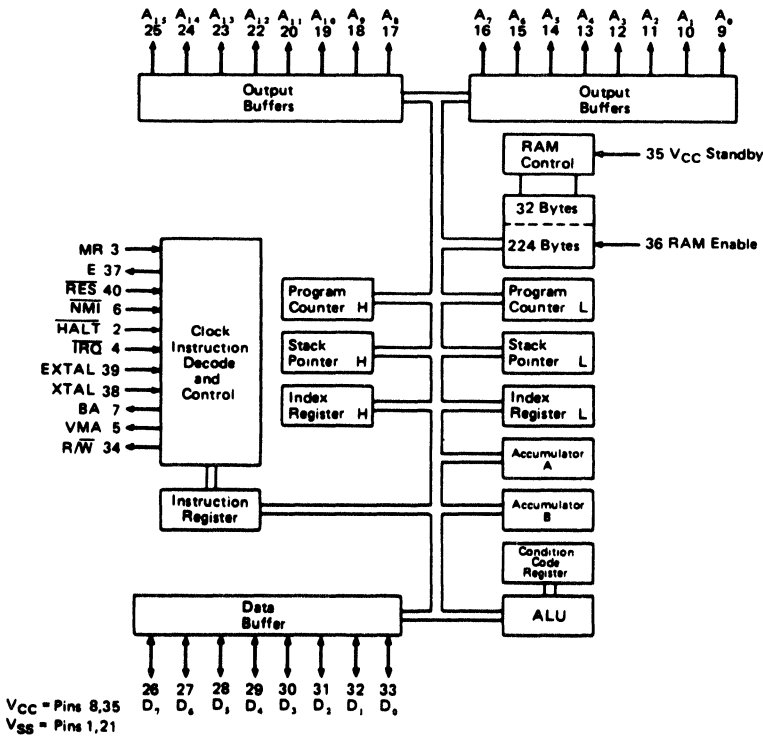 A₁₅ A₁₄ A₁₃ A₁₂ A₁₁ A₁₀ A₉ A₈ A₇ A₆ A₅ A₄ A₃ A₂ A₁ A₀
25 24 23 22 20 19 18 17 16 15 14 13 12 11 10 9
Output
Buffers
Output
Buffers
RAM
Control
35 VCC Standby
32 Bytes
224 Bytes
36 RAM Enable
MR 3
E 37
R̅E̅S̅ 40
N̅M̅I̅ 6
H̅A̅L̅T̅ 2
I̅R̅Q̅ 4
EXTAL 39
XTAL 38
BA 7
VMA 5
R/W̅ 34
Clock
Instruction
Decode
and
Control
Program
Counter H
Program
Counter L
Stack
Pointer H
Stack
Pointer L
Index
Register H
Index
Register L
Accumulator
A
Instruction
Register
Accumulator
B
Condition
Code
Register
ALU
Data
Buffer
26 27 28 29 30 31 32 33
D₇ D₆ D₅ D₄ D₃ D₂ D₁ D₀
VCC = Pins 8,35
VSS = Pins 1,21